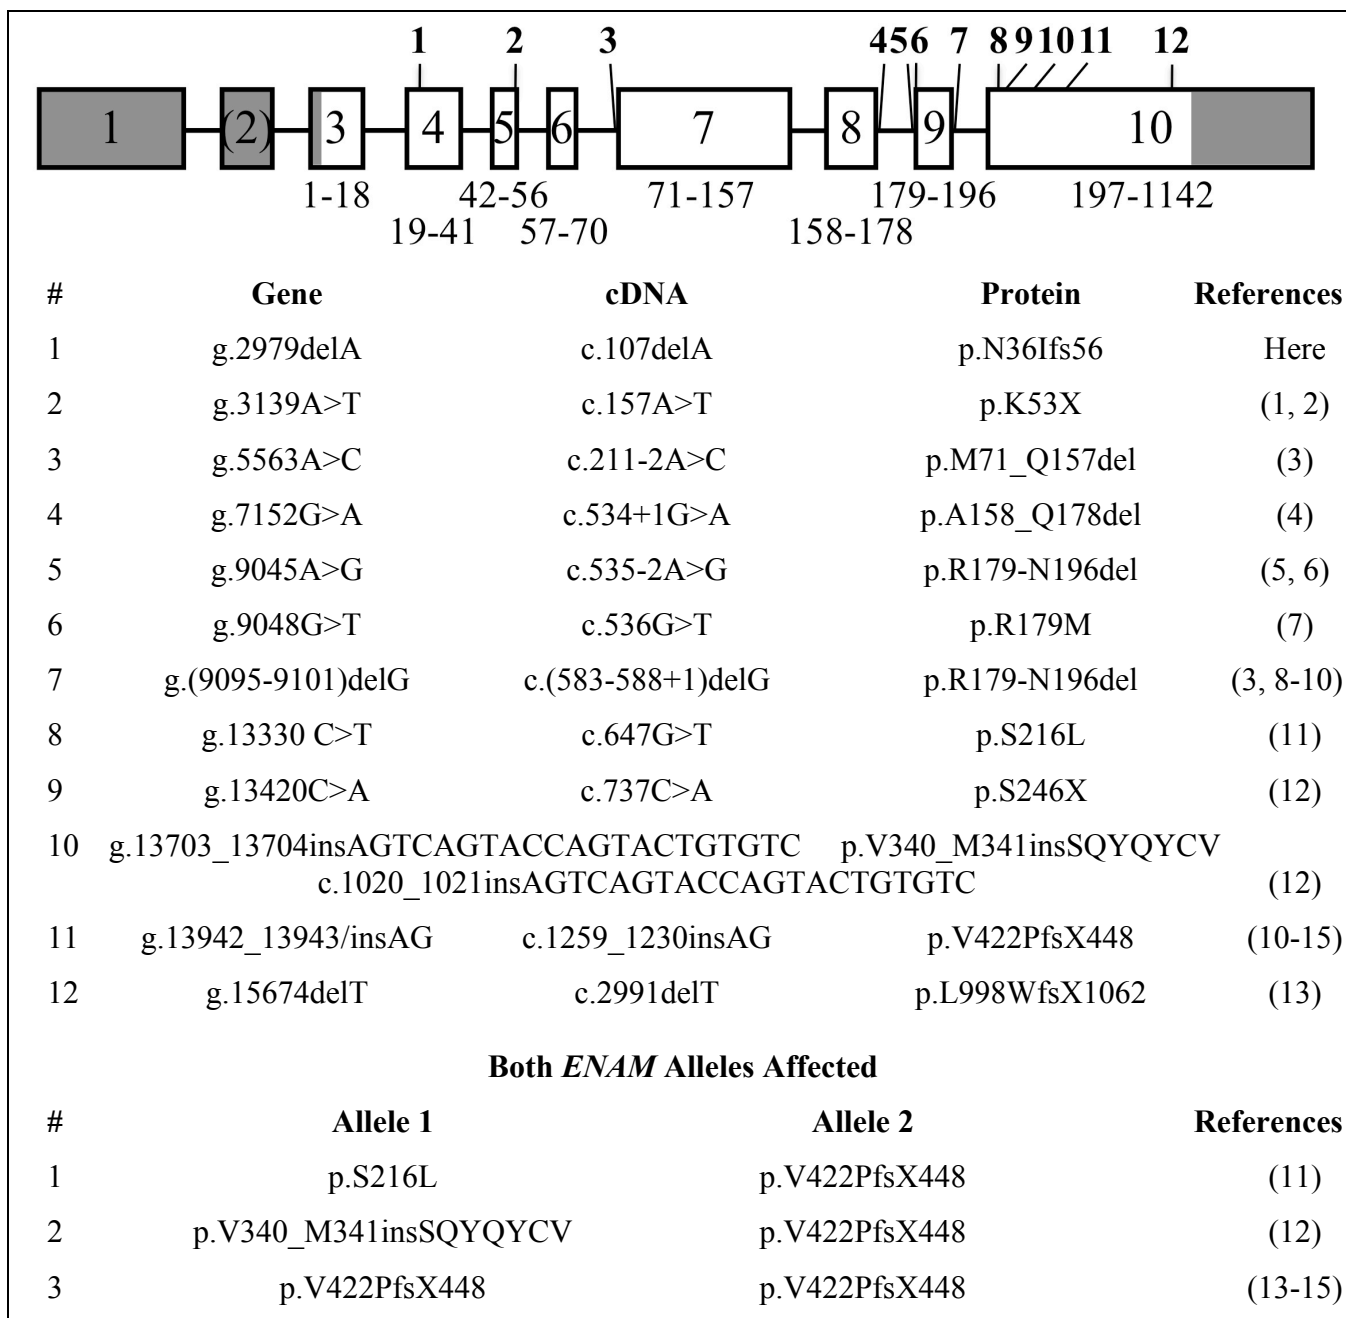 1 2 3 4 5 6 7 8 9 10 11 12
1 (2) 3 4 5 6 7 8 9 10
1-18 42-56 71-157 179-196 197-1142
19-41 57-70 158-178
# Gene cDNA Protein References
1 g.2979delA c.107delA p.N36Ifs56 Here
2 g.3139A>T c.157A>T p.K53X (1, 2)
3 g.5563A>C c.211-2A>C p.M71_Q157del (3)
4 g.7152G>A c.534+1G>A p.A158_Q178del (4)
5 g.9045A>G c.535-2A>G p.R179-N196del (5, 6)
6 g.9048G>T c.536G>T p.R179M (7)
7 g.(9095-9101)delG c.(583-588+1)delG p.R179-N196del (3, 8-10)
8 g.13330 C>T c.647G>T p.S216L (11)
9 g.13420C>A c.737C>A p.S246X (12)
10 g.13703_13704insAGTCAGTACCAGTACTGTGTC p.V340_M341insSQYQYCV
c.1020_1021insAGTCAGTACCAGTACTGTGTC (12)
11 g.13942_13943/insAG c.1259_1230insAG p.V422PfsX448 (10-15)
12 g.15674delT c.2991delT p.L998WfsX1062 (13)
Both ENAM Alleles Affected
# Allele 1 Allele 2 References
1 p.S216L p.V422PfsX448 (11)
2 p.V340_M341insSQYQYCV p.V422PfsX448 (12)
3 p.V422PfsX448 p.V422PfsX448 (13-15)